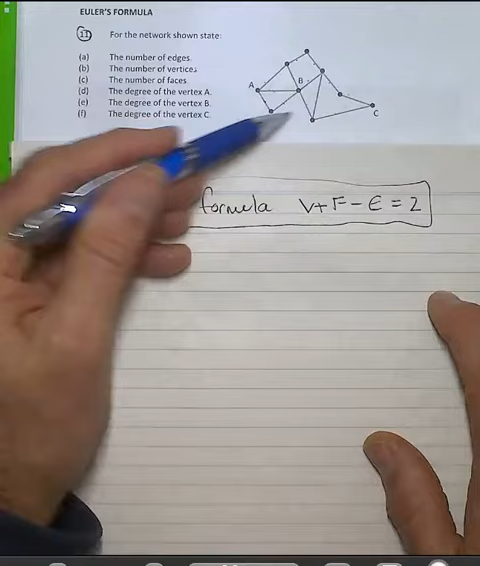 EULER'S FORMULA
11 For the network shown state:
(a) The number of edges.
(b) The number of vertices
(c) The number of faces.
(d) The degree of the vertex A.
(e) The degree of the vertex B.
(f) The degree of the vertex C.
A
B
C
formula V+F-E=2